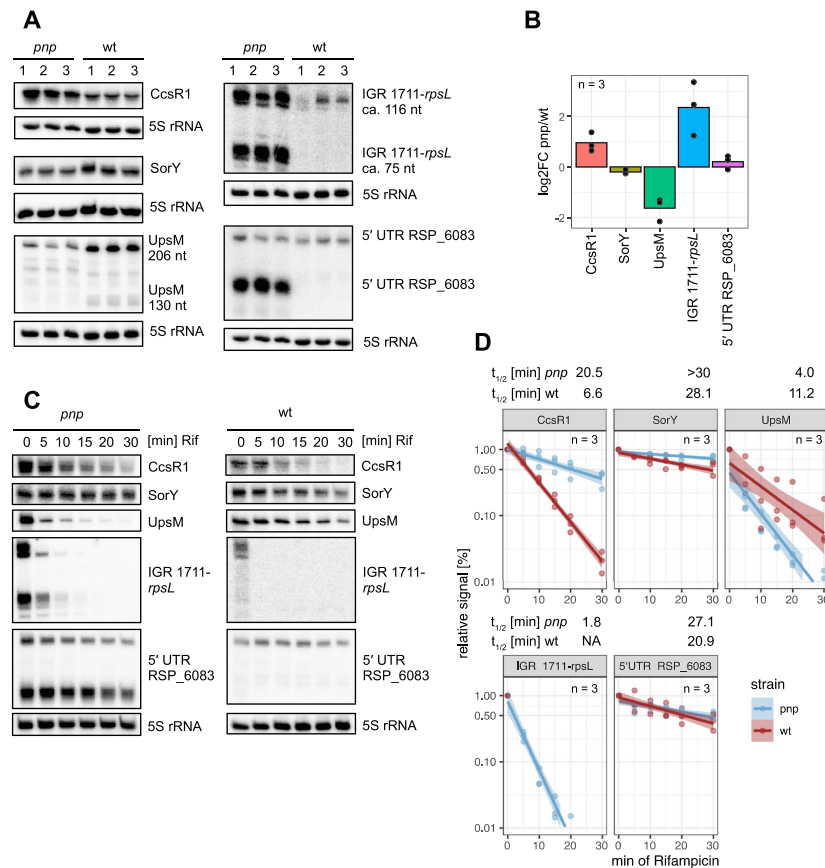 A
pnp wt
1 2 3 1 2 3
CcsR1
5S rRNA
SorY
5S rRNA
UpsM
206 nt
UpsM
130 nt
5S rRNA
pnp wt
1 2 3 1 2 3
IGR 1711-rpsL
ca. 116 nt
IGR 1711-rpsL
ca. 75 nt
5S rRNA
5′ UTR RSP_6083
5′ UTR RSP_6083
5S rRNA
B
n = 3
log2FC pnp/wt
2
0
-2
CcsR1
SorY
UpsM
IGR 1711-rpsL
5′ UTR RSP_6083
C
pnp
0 5 10 15 20 30 [min] Rif
CcsR1
SorY
UpsM
IGR 1711-
rpsL
5′ UTR
RSP_6083
5S rRNA
wt
0 5 10 15 20 30 [min] Rif
CcsR1
SorY
UpsM
IGR 1711-
rpsL
5′ UTR
RSP_6083
5S rRNA
D
t1/2 [min] pnp 20.5 >30 4.0
t1/2 [min] wt 6.6 28.1 11.2
CcsR1 SorY UpsM
n = 3 n = 3 n = 3
1.00
0.50
0.10
0.01
0 10 20 30 0 10 20 30 0 10 20 30
relative signal [%]
t1/2 [min] pnp 1.8 27.1
t1/2 [min] wt NA 20.9
IGR 1711-rpsL 5'UTR RSP_6083
n = 3 n = 3
1.00
0.50
0.10
0.01
0 10 20 30 0 10 20 30
min of Rifampicin
strain
pnp
wt